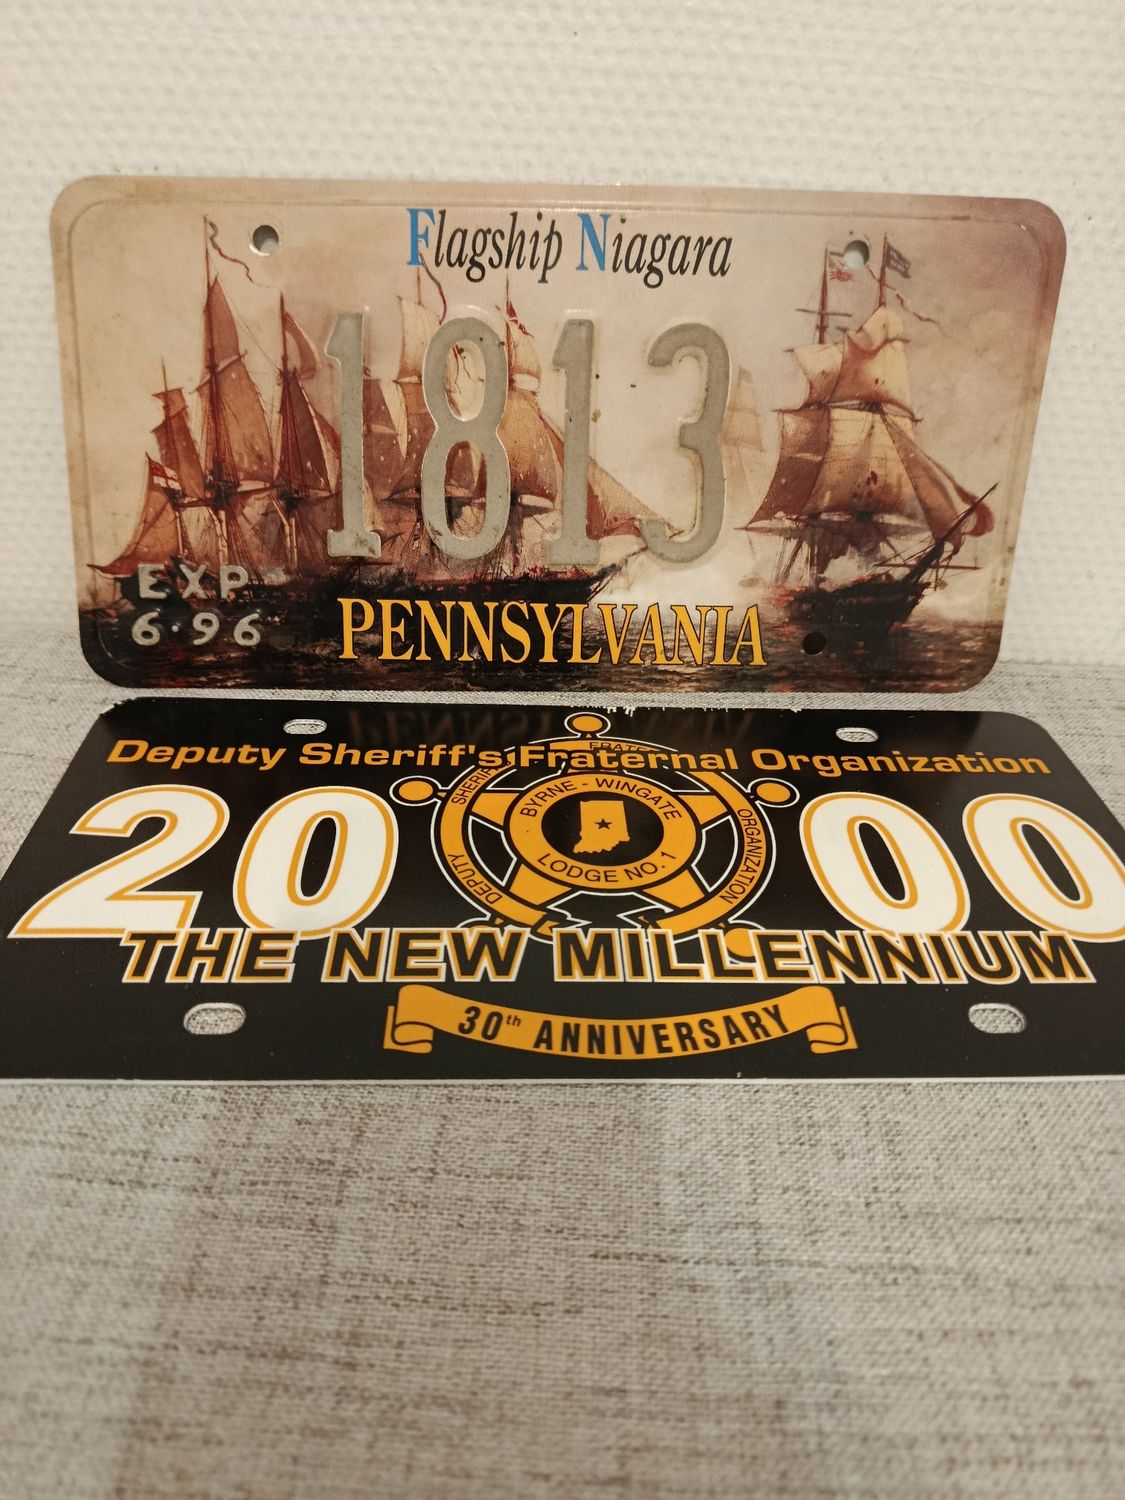 Flagship Niagara
1813
EXP
6·96
PENNSYLVANIA
Deputy Sheriff's Fraternal Organization
20 00
DEPUTY SHERIFF
ORGANIZATION
BYRNE - WINGATE
LODGE NO. 1
THE NEW MILLENNIUM
30th ANNIVERSARY